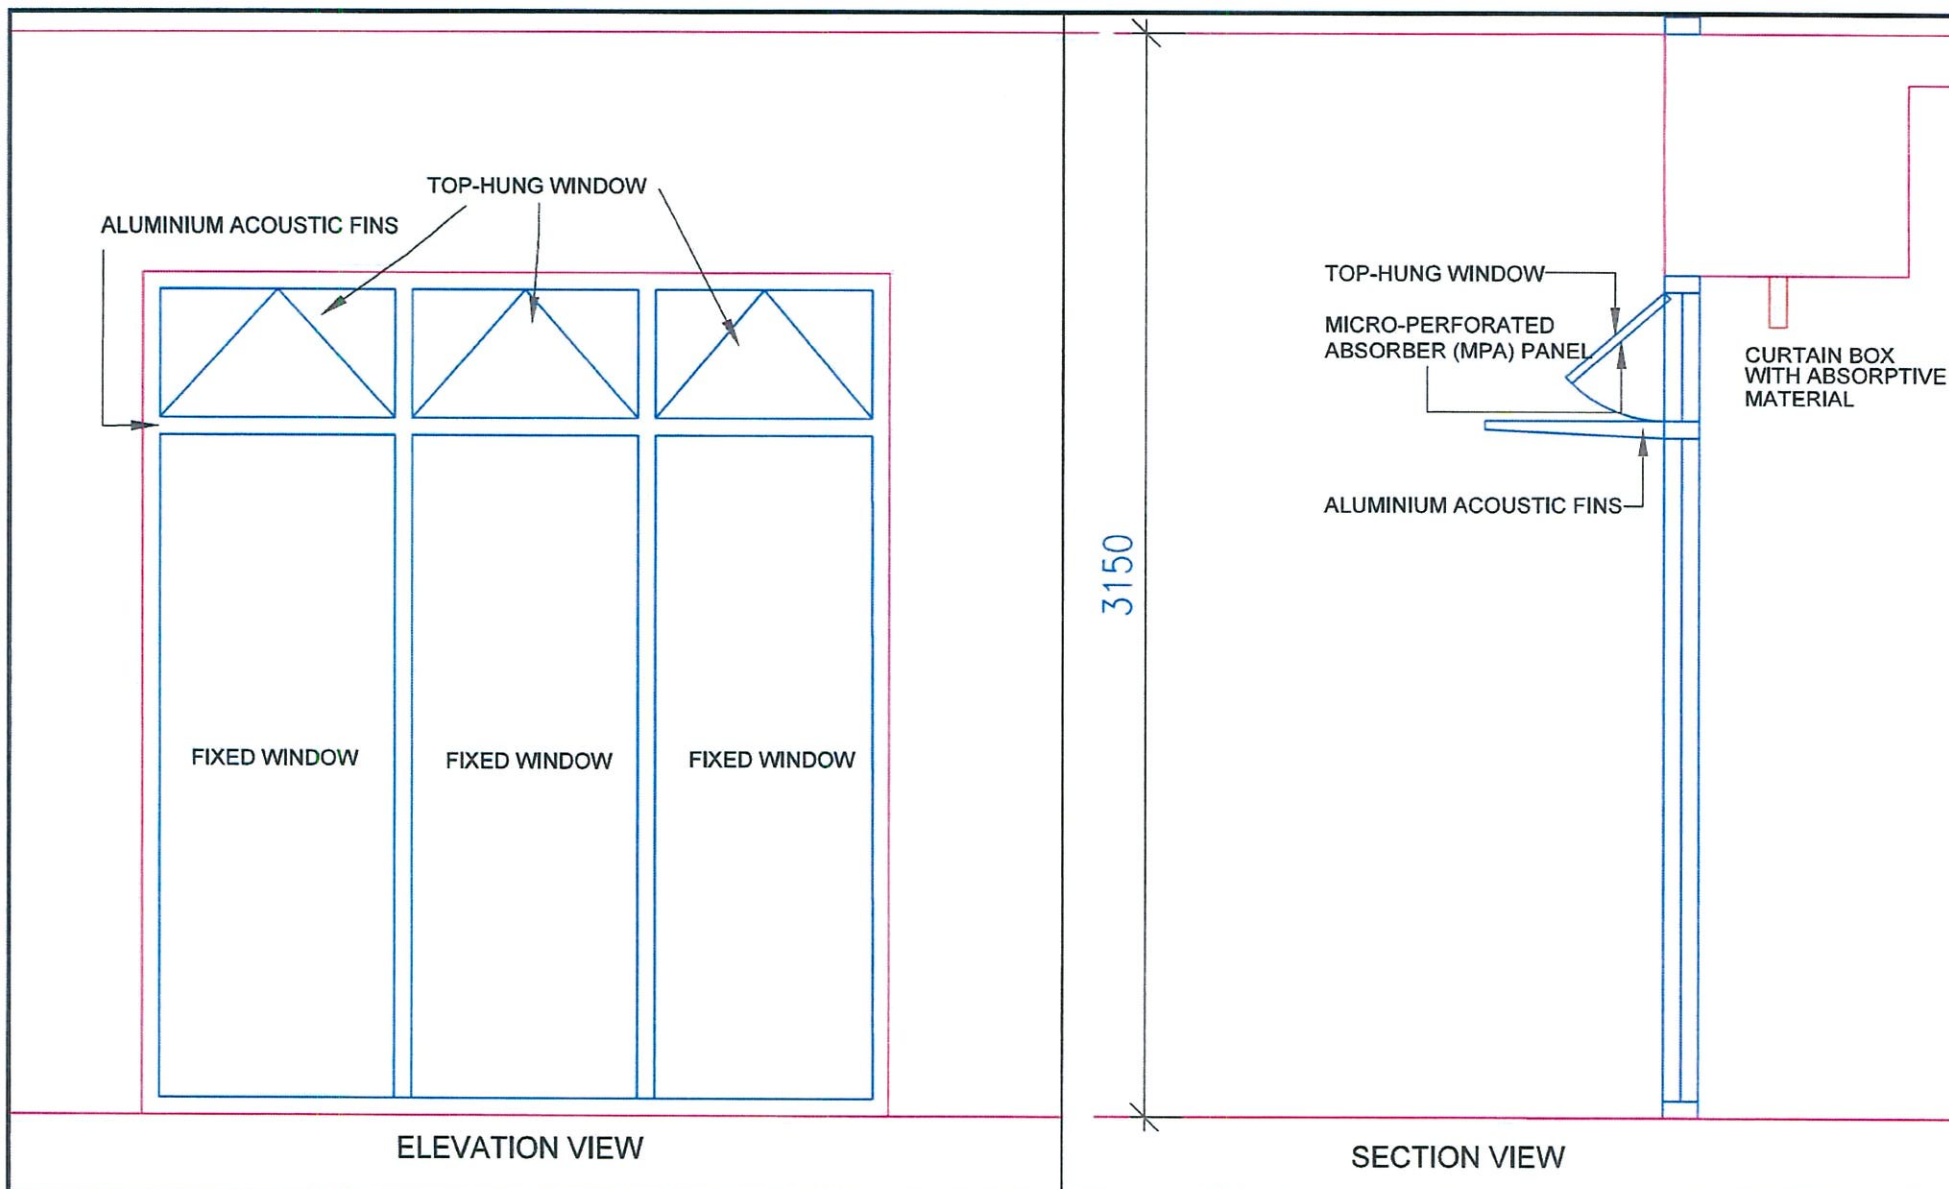 TOP-HUNG WINDOW
ALUMINIUM ACOUSTIC FINS
FIXED WINDOW
FIXED WINDOW
FIXED WINDOW
ELEVATION VIEW
3150
TOP-HUNG WINDOW
MICRO-PERFORATED
ABSORBER (MPA) PANEL
CURTAIN BOX
WITH ABSORPTIVE
MATERIAL
ALUMINIUM ACOUSTIC FINS
SECTION VIEW